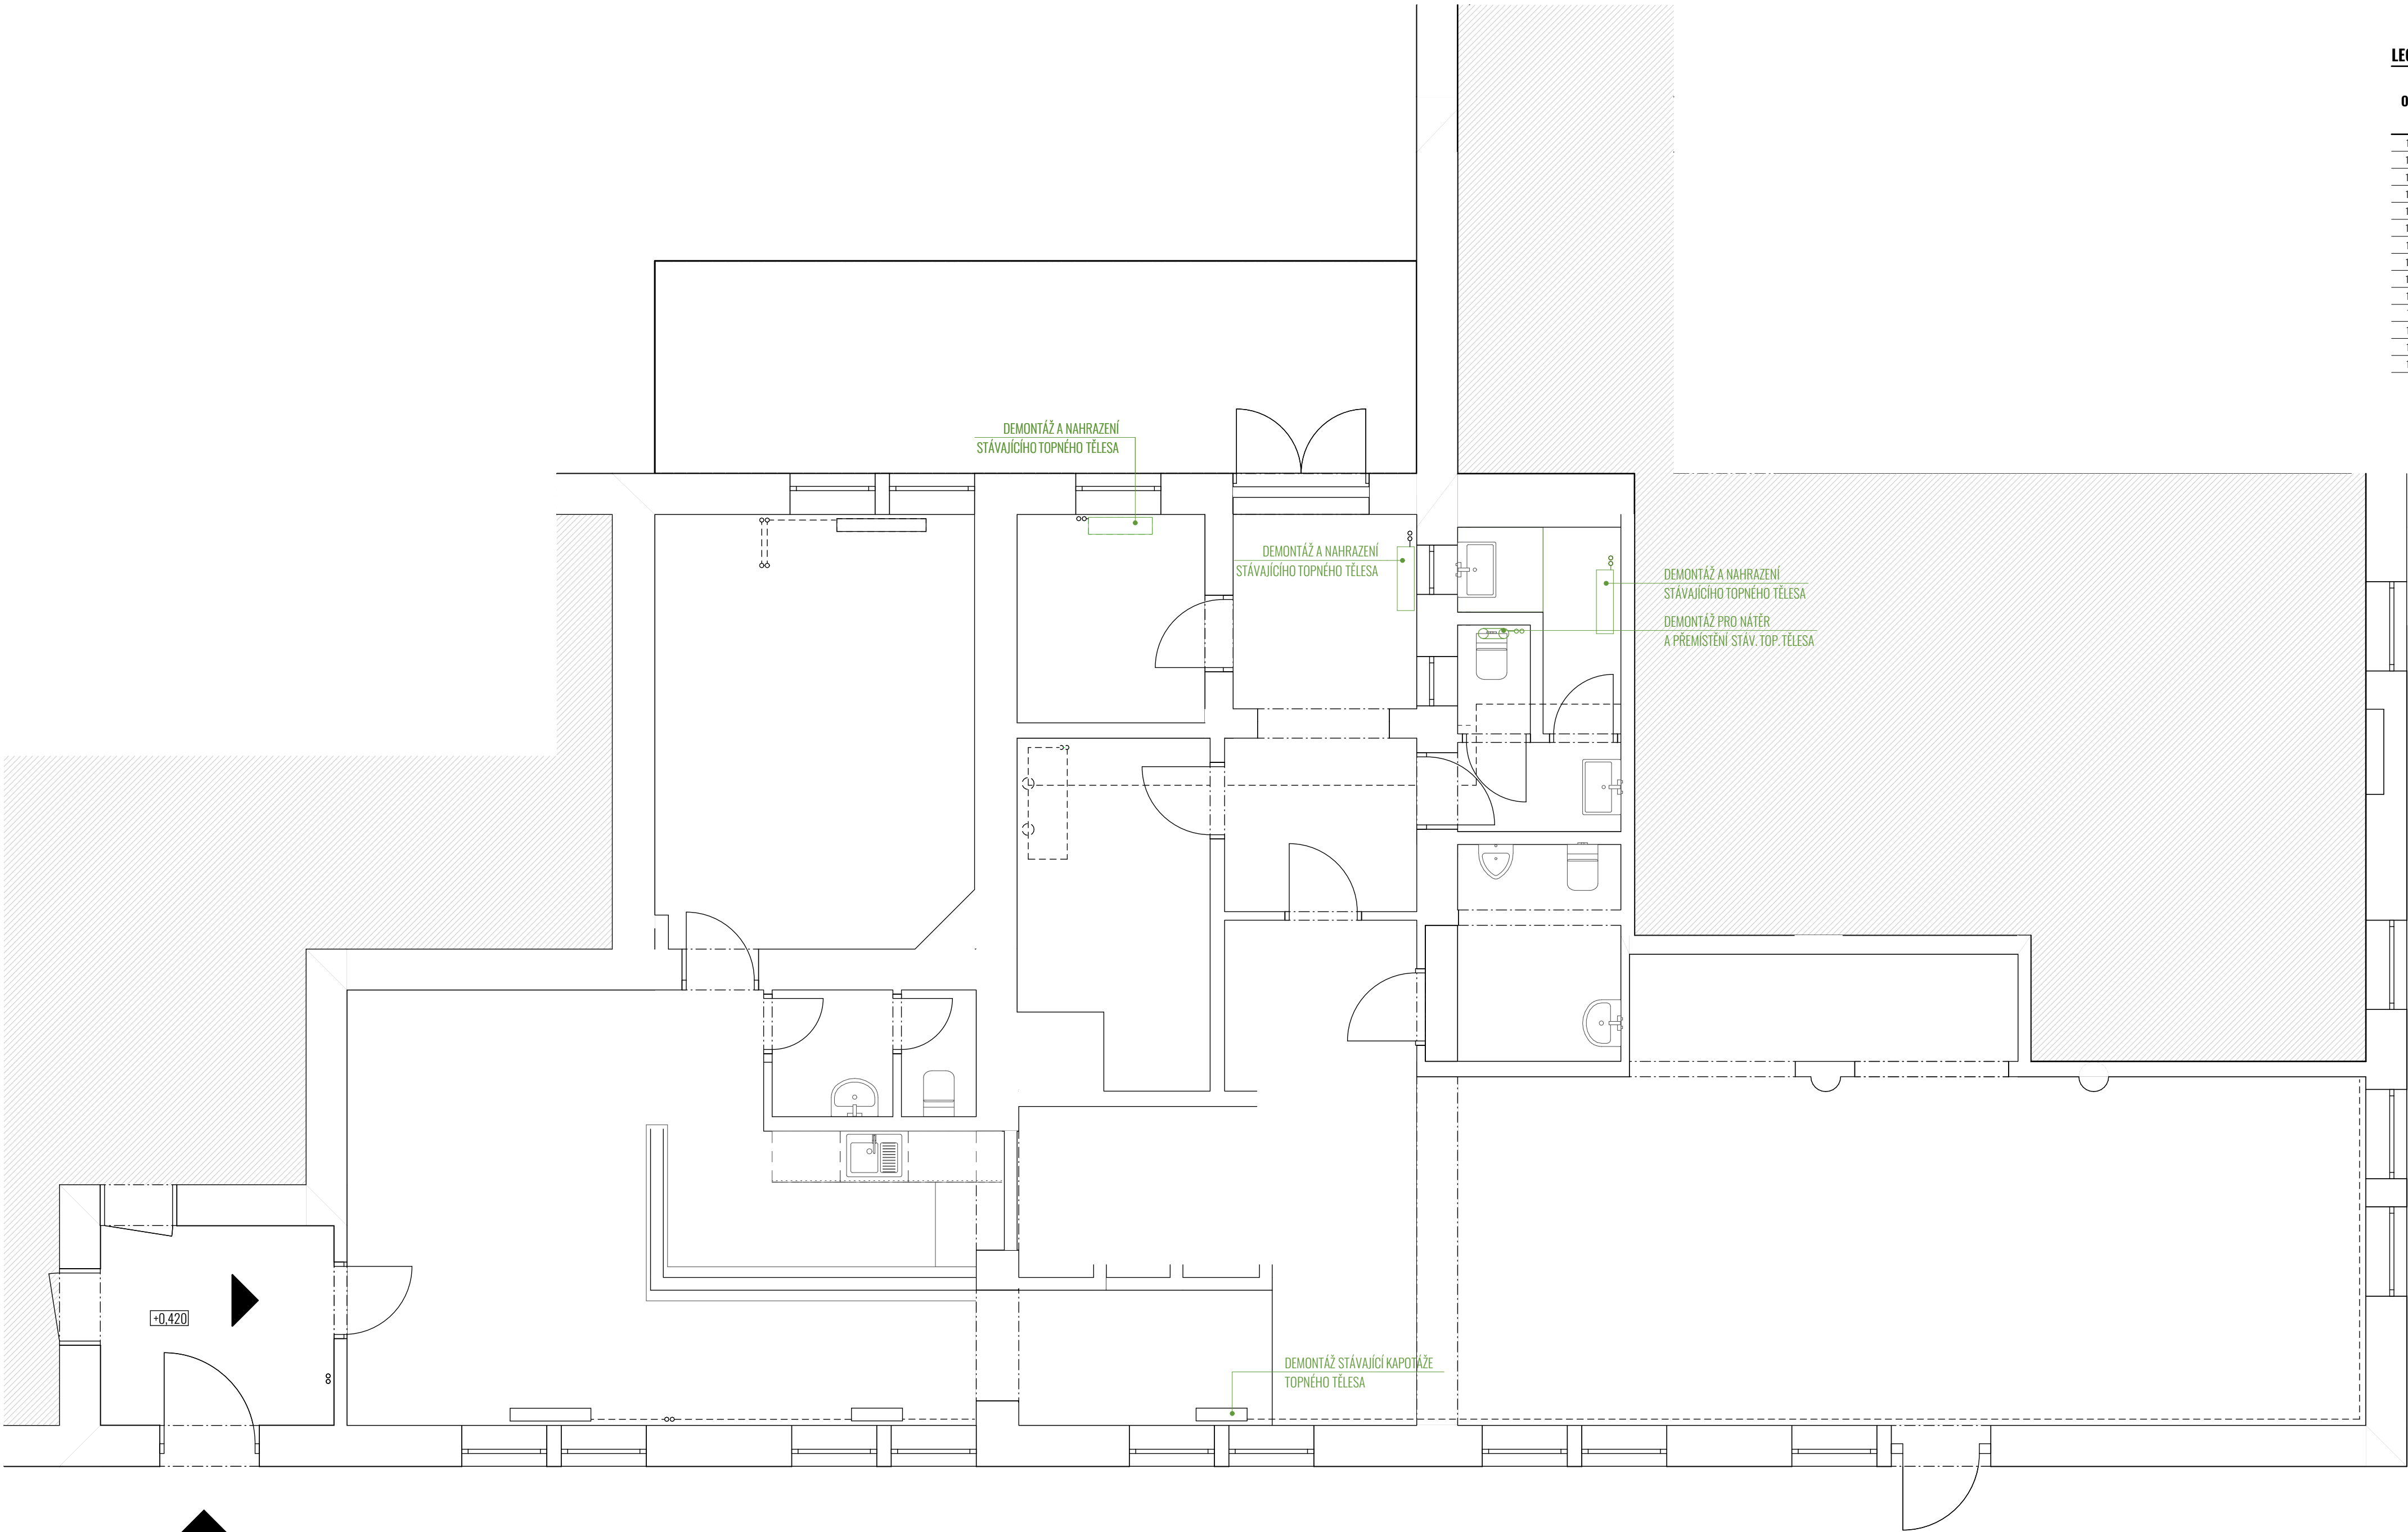 DEMONTÁŽ A NAHRAZENÍ
STÁVAJÍCÍHO TOPNÉHO TĚLESA
DEMONTÁŽ A NAHRAZENÍ
STÁVAJÍCÍHO TOPNÉHO TĚLESA
DEMONTÁŽ A NAHRAZENÍ
STÁVAJÍCÍHO TOPNÉHO TĚLESA
DEMONTÁŽ PRO NÁTĚR
A PŘEMÍSTĚNÍ STÁV. TOP. TĚLESA
+0,420
DEMONTÁŽ STÁVAJÍCÍ KAPOTÁŽE
TOPNÉHO TĚLESA